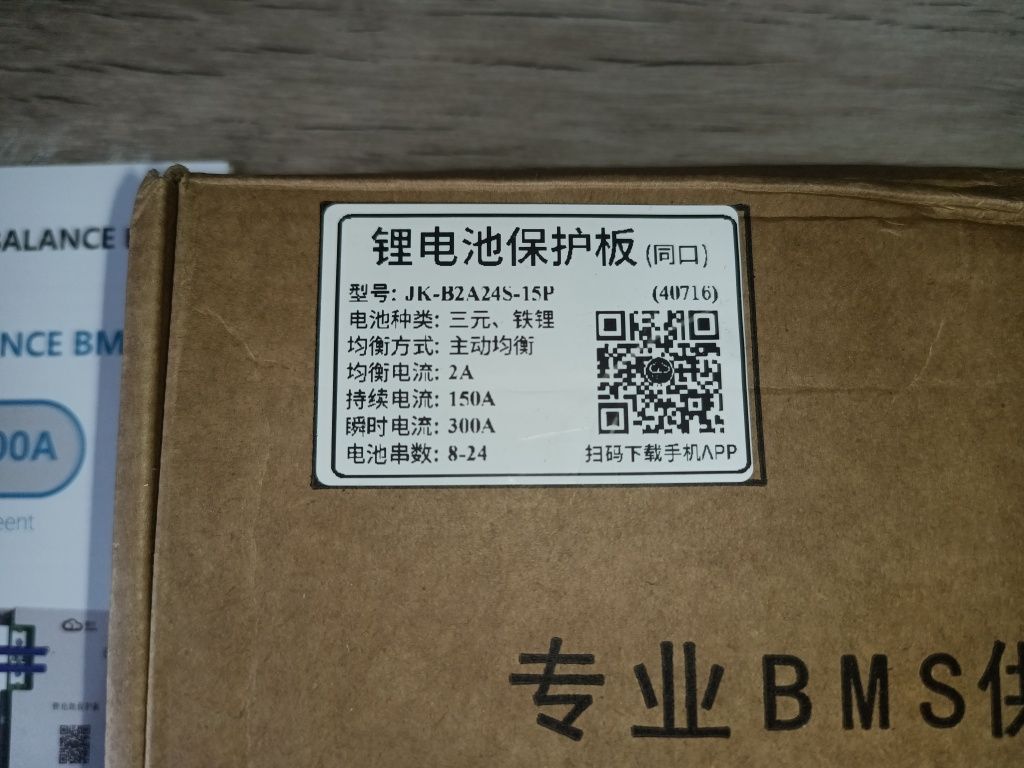 BALANCE
NCE BM
00A
eent
锂电池保护板(同口)
型号: JK-B2A24S-15P (40716)
电池种类: 三元、铁锂
均衡方式: 主动均衡
均衡电流: 2A
持续电流: 150A
瞬时电流: 300A
电池串数: 8-24
扫码下载手机APP
专业BMS供